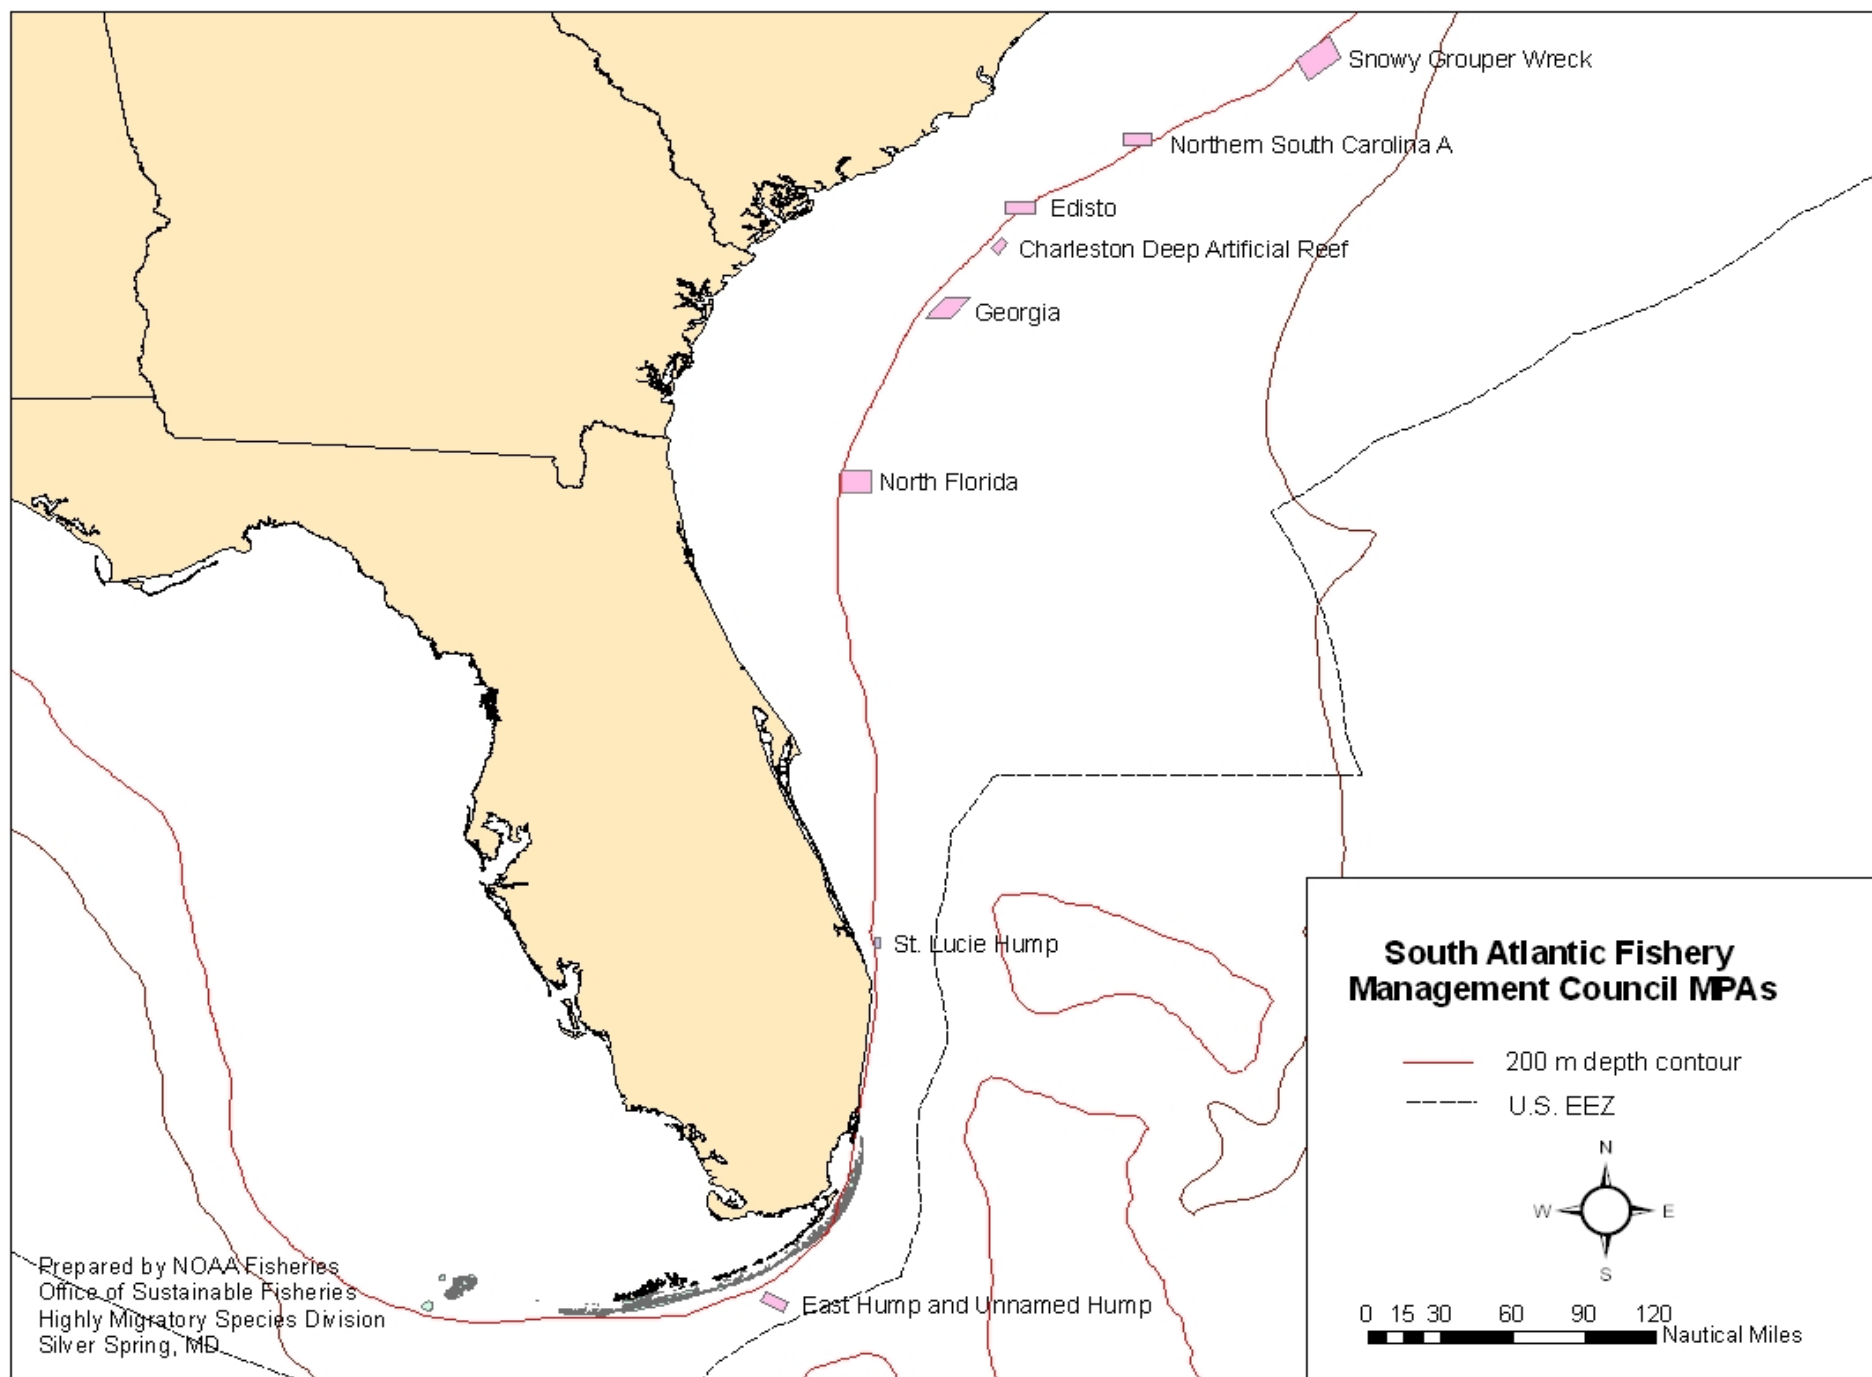 Snowy Grouper Wreck
Northern South Carolina A
Edisto
Charleston Deep Artificial Reef
Georgia
North Florida
St. Lucie Hump
East Hump and Unnamed Hump
Prepared by NOAA Fisheries
Office of Sustainable Fisheries
Highly Migratory Species Division
Silver Spring, MD
South Atlantic Fishery
Management Council MPAs
200 m depth contour
U.S. EEZ
N
W E
S
0 15 30 60 90 120
Nautical Miles